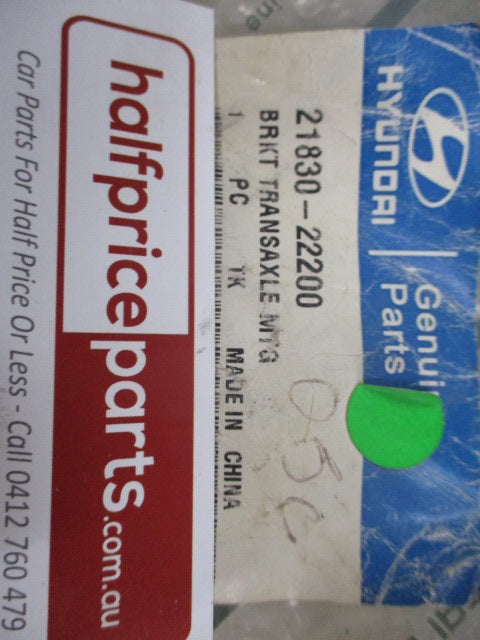 HYUNDAI
Genui
Parts
21830-22200
BRKT TRANSAXLE MTG
1 PC TK MADE IN CHINA
05C
halfpriceparts.com.au
Car Parts For Half Price Or Less - Call 0412 760 479